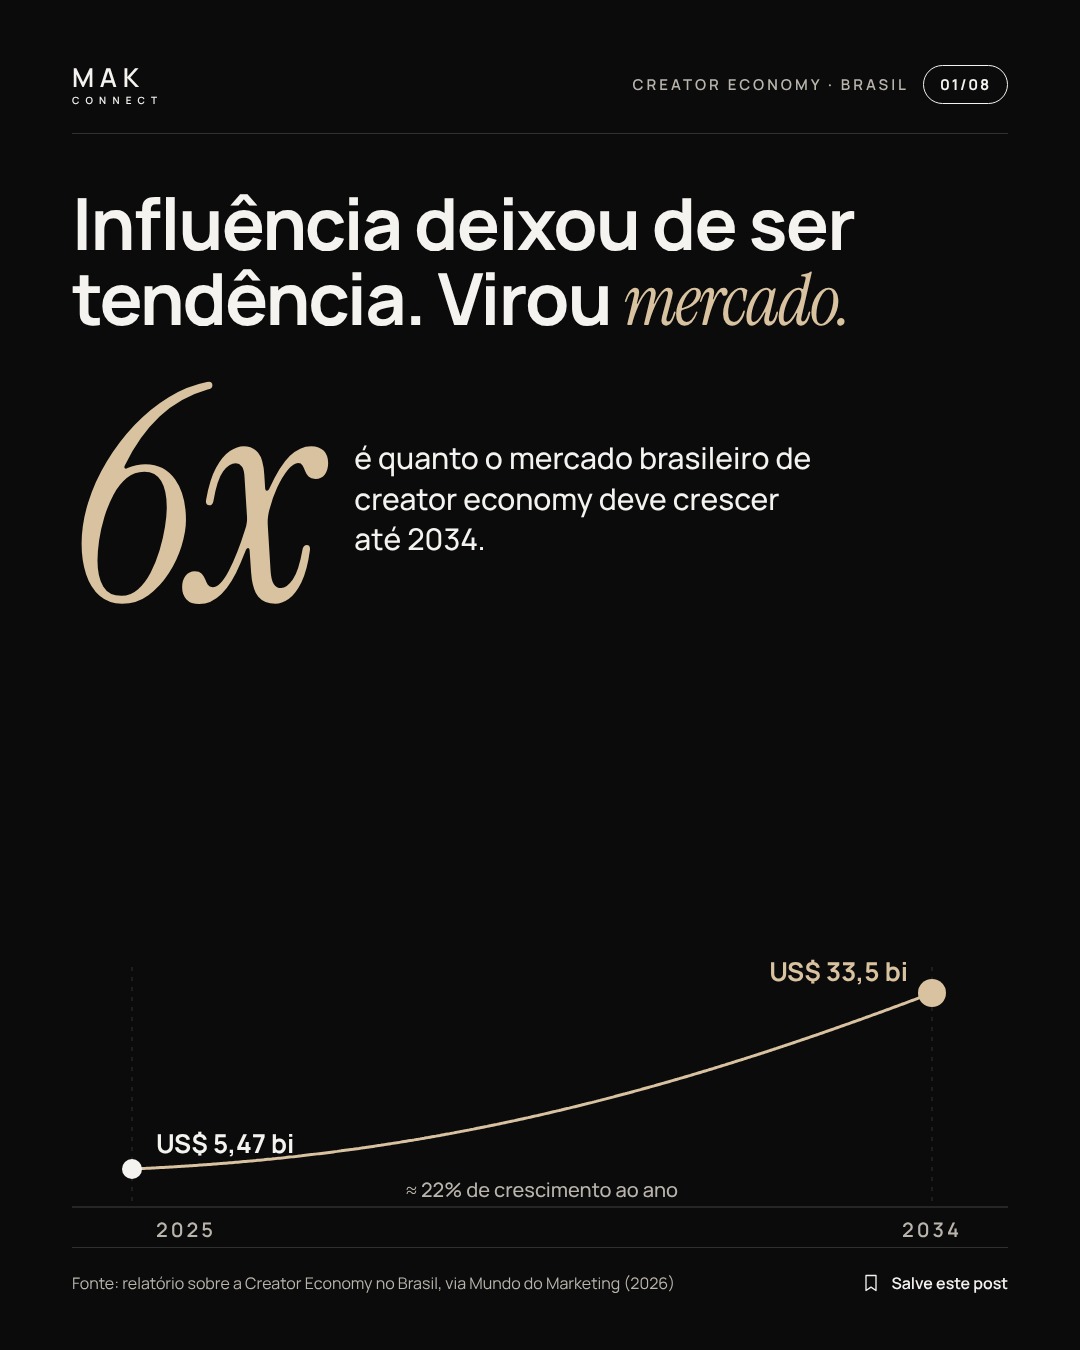 MAK
CONNECT
CREATOR ECONOMY · BRASIL
01/08
Influência deixou de ser
tendência. Virou mercado.
6x
é quanto o mercado brasileiro de
creator economy deve crescer
até 2034.
US$ 33,5 bi
US$ 5,47 bi
≈ 22% de crescimento ao ano
2025
2034
Fonte: relatório sobre a Creator Economy no Brasil, via Mundo do Marketing (2026)
Salve este post